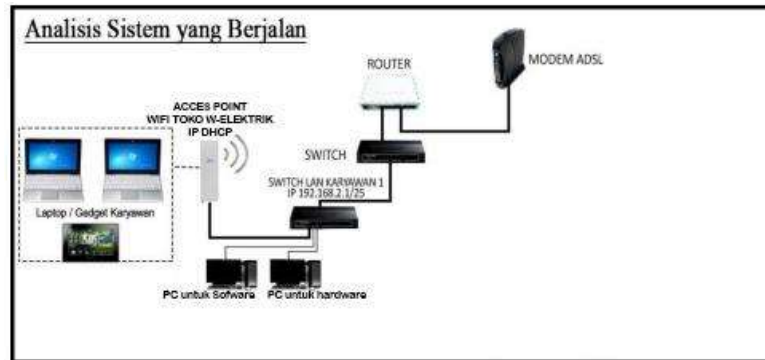 Analisis Sistem yang Berjalan
ROUTER
MODEM ADSL
ACCES POINT
WIFI TOKO W-ELEKTRIK
IP DHCP
SWITCH
SWITCH LAN KARYAWAN 1
IP 192.168.2.1/25
Laptop / Gadget Karyawan
PC untuk Sofware
PC untuk hardware